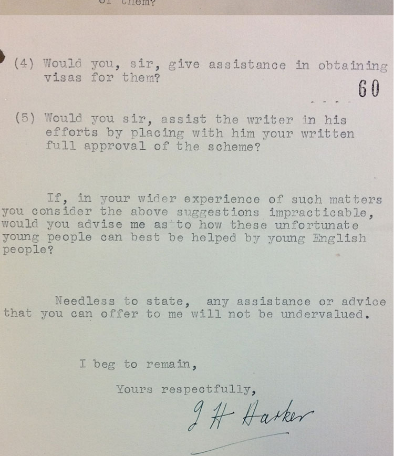 of them?
(4) Would you, sir, give assistance in obtaining
visas for them?
60
(5) Would you sir, assist the writer in his
efforts by placing with him your written
full approval of the scheme?
If, in your wider experience of such matters
you consider the above suggestions impracticable,
would you advise me as to how these unfortunate
young people can best be helped by young English
people?
Needless to state, any assistance or advice
that you can offer to me will not be undervalued.
I beg to remain,
Yours respectfully,
J H Harker